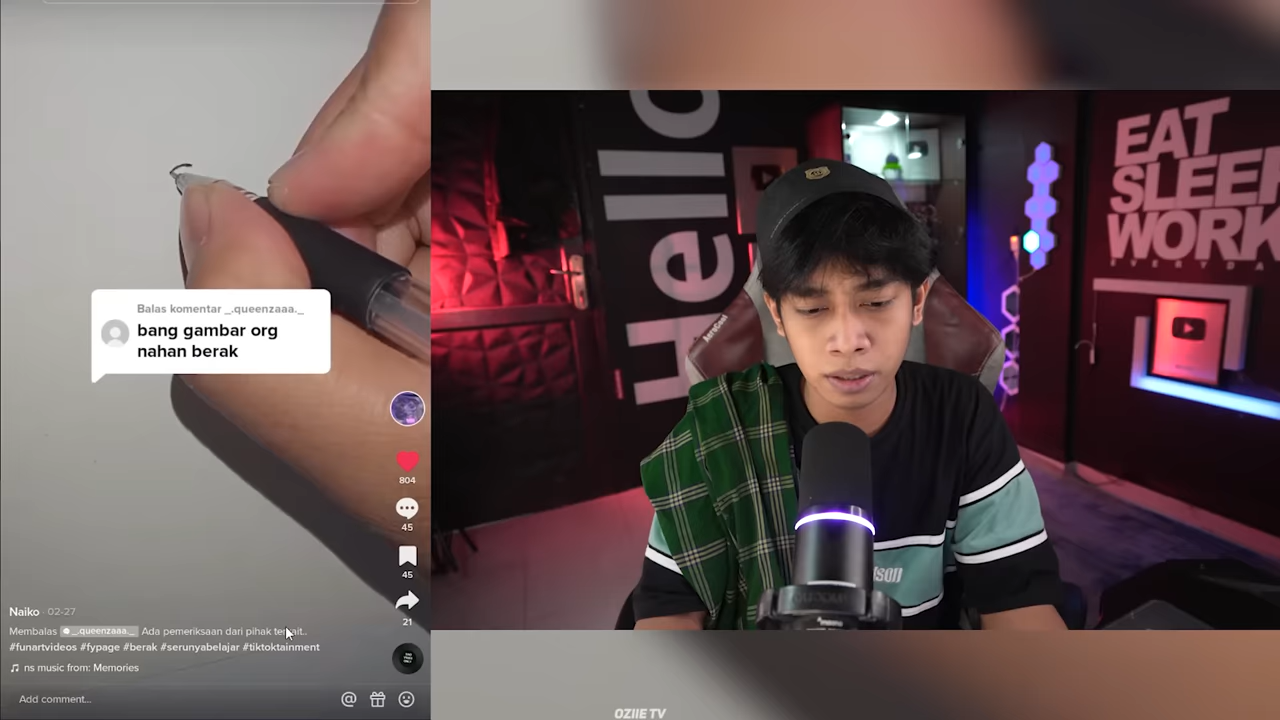 Balas komentar _.queenzaaa._
bang gambar org
nahan berak
804
45
45
21
Naiko · 02-27
Membalas _.queenzaaa._ Ada pemeriksaan dari pihak
#funartvideos #fypage #berak #serunyabelajar #tiktoktainment
ns music from: Memories
Add comment...
Hello
AeroCool
EAT
SLEEP
WORK
OZIIE TV